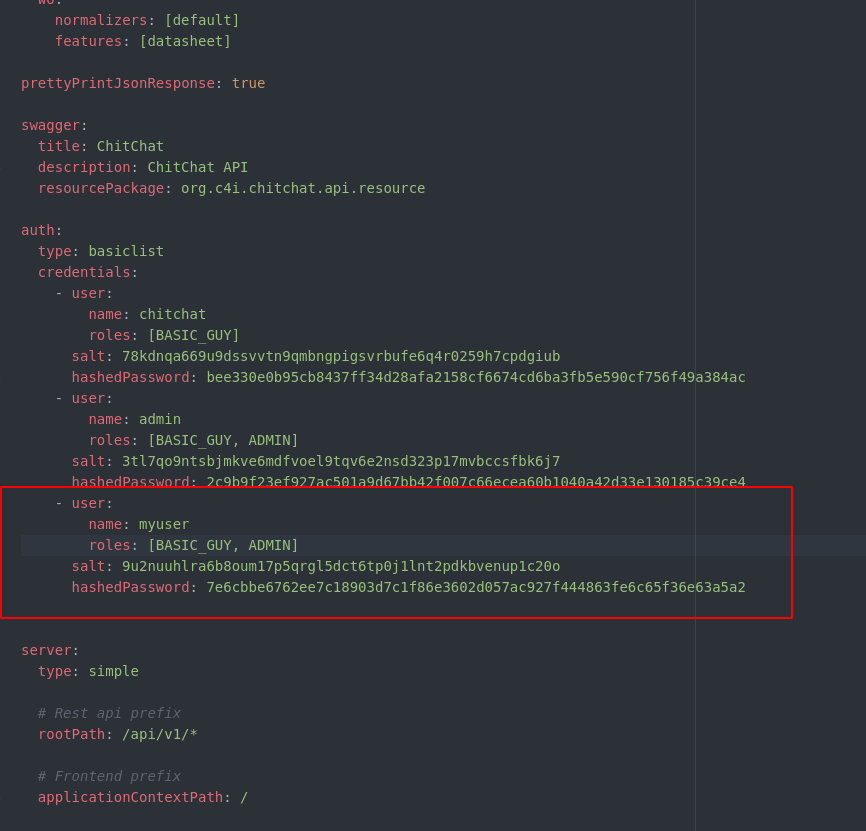 wo:
normalizers: [default]
features: [datasheet]
prettyPrintJsonResponse: true
swagger:
title: ChitChat
description: ChitChat API
resourcePackage: org.c4i.chitchat.api.resource
auth:
type: basiclist
credentials:
- user:
name: chitchat
roles: [BASIC_GUY]
salt: 78kdnqa669u9dssvvtn9qmbngpigsvrbufe6q4r0259h7cpdgiub
hashedPassword: bee330e0b95cb8437ff34d28afa2158cf6674cd6ba3fb5e590cf756f49a384ac
- user:
name: admin
roles: [BASIC_GUY, ADMIN]
salt: 3tl7qo9ntsbjmkve6mdfvoel9tqv6e2nsd323p17mvbccsfbk6j7
hashedPassword: 2c9b9f23ef927ac501a9d67bb42f007c66ecea60b1040a42d33e130185c39ce4
- user:
name: myuser
roles: [BASIC_GUY, ADMIN]
salt: 9u2nuuhlra6b8oum17p5qrgl5dct6tp0j1lnt2pdkbvenup1c20o
hashedPassword: 7e6cbbe6762ee7c18903d7c1f86e3602d057ac927f444863fe6c65f36e63a5a2
server:
type: simple
# Rest api prefix
rootPath: /api/v1/*
# Frontend prefix
applicationContextPath: /